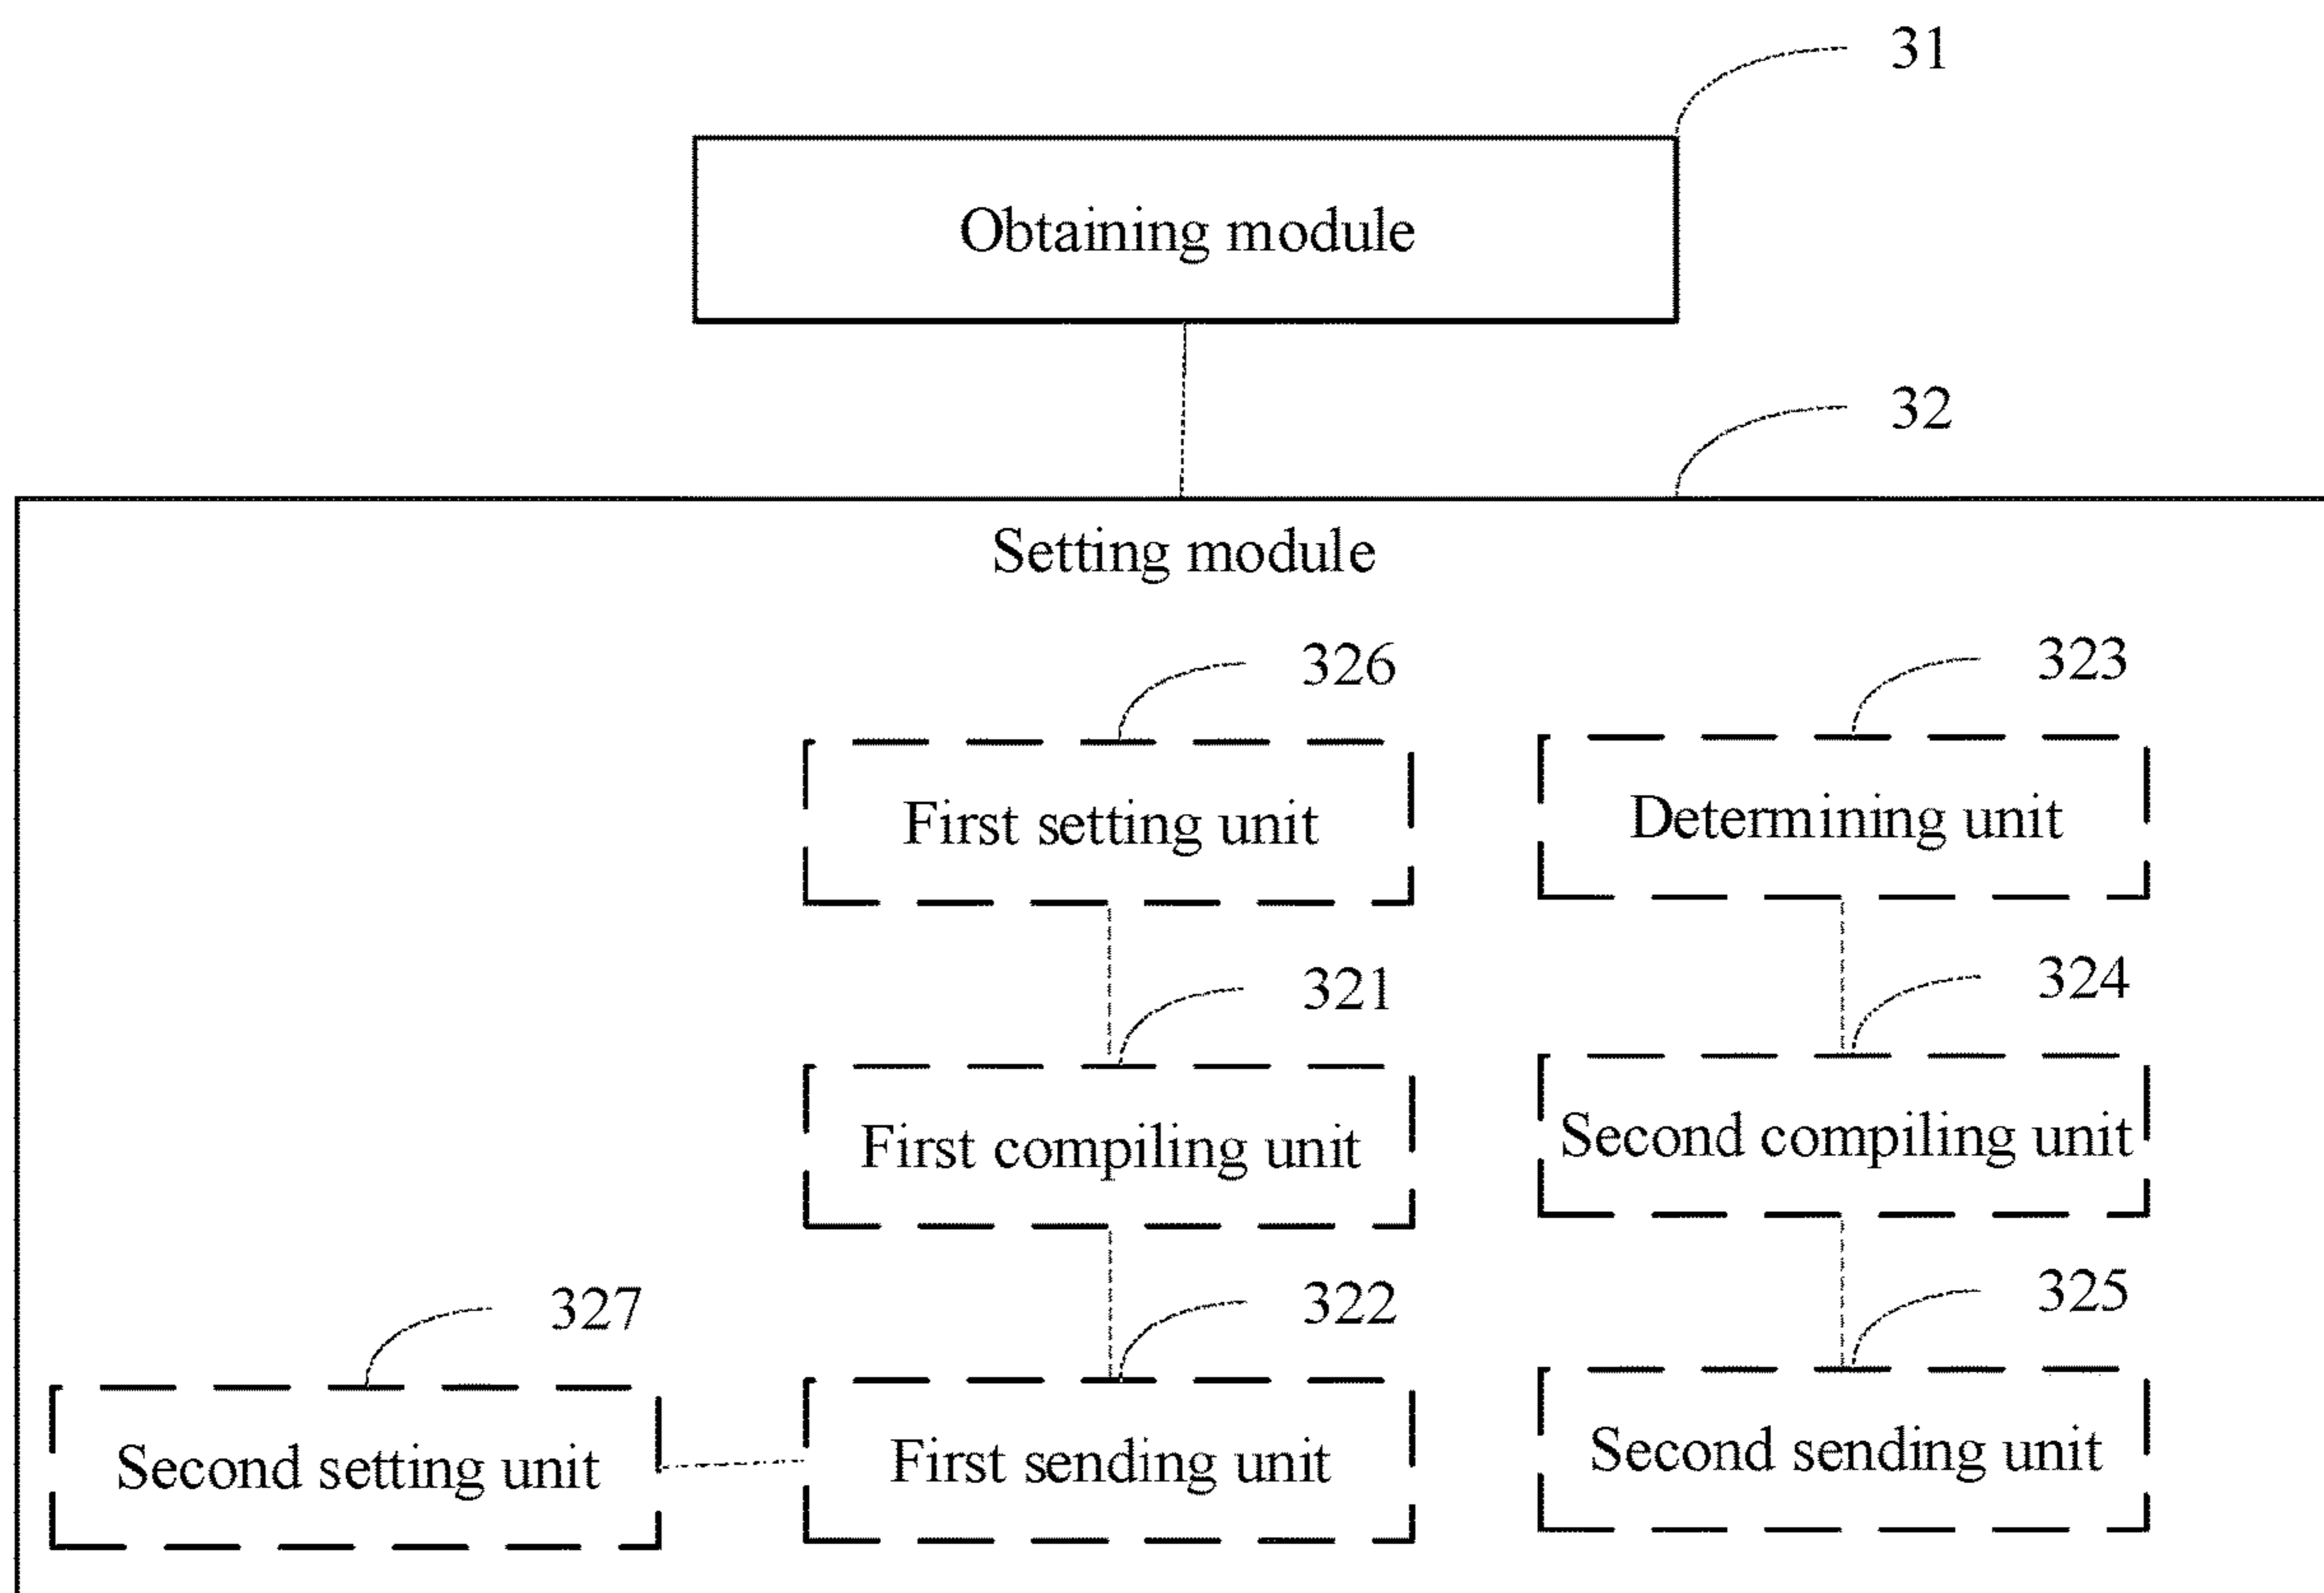 31
Obtaining module
32
Setting module
326
323
First setting unit
Determining unit
321
324
First compiling unit
Second compiling unit
327
322
325
Second setting unit
First sending unit
Second sending unit